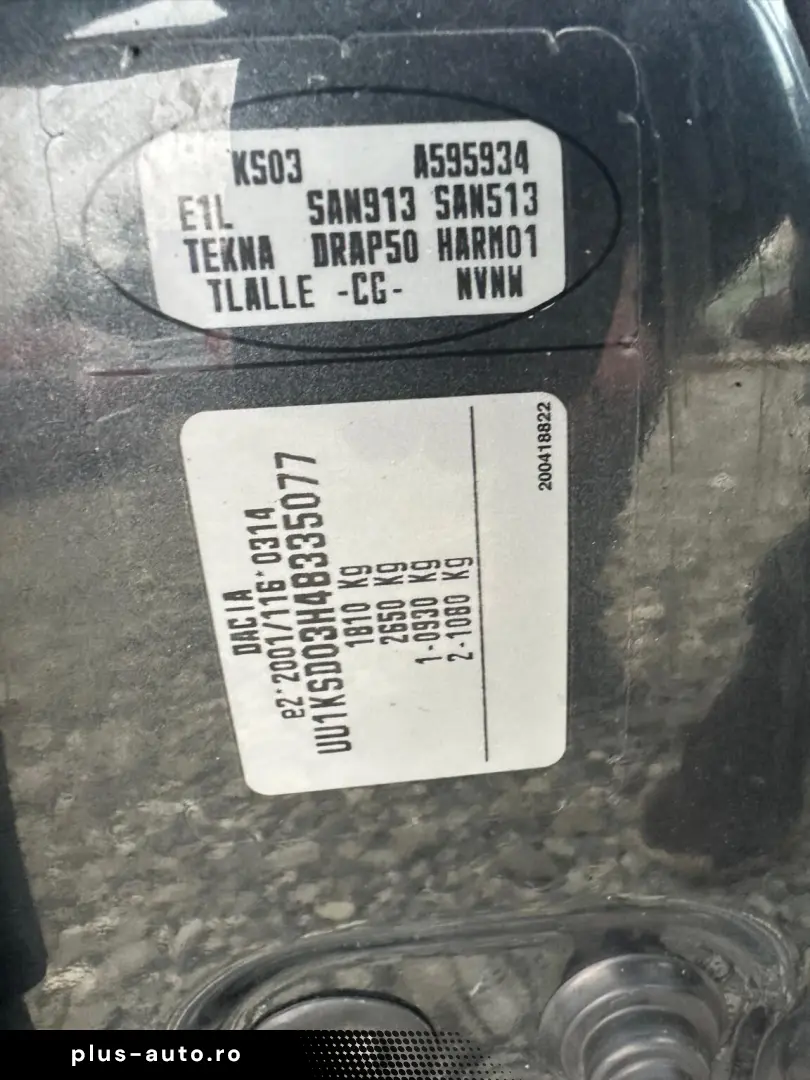 KS03 A595934
E1L SAN913 SAN513
TEKNA DRAP50 HARM01
TLALLE -CG- NVNW
DACIA
e2*2001/116*0314
UU1KSD03H4B335077
1810 Kg
2650 Kg
1-0930 Kg
2-1080 Kg
200418822
plus-auto.ro